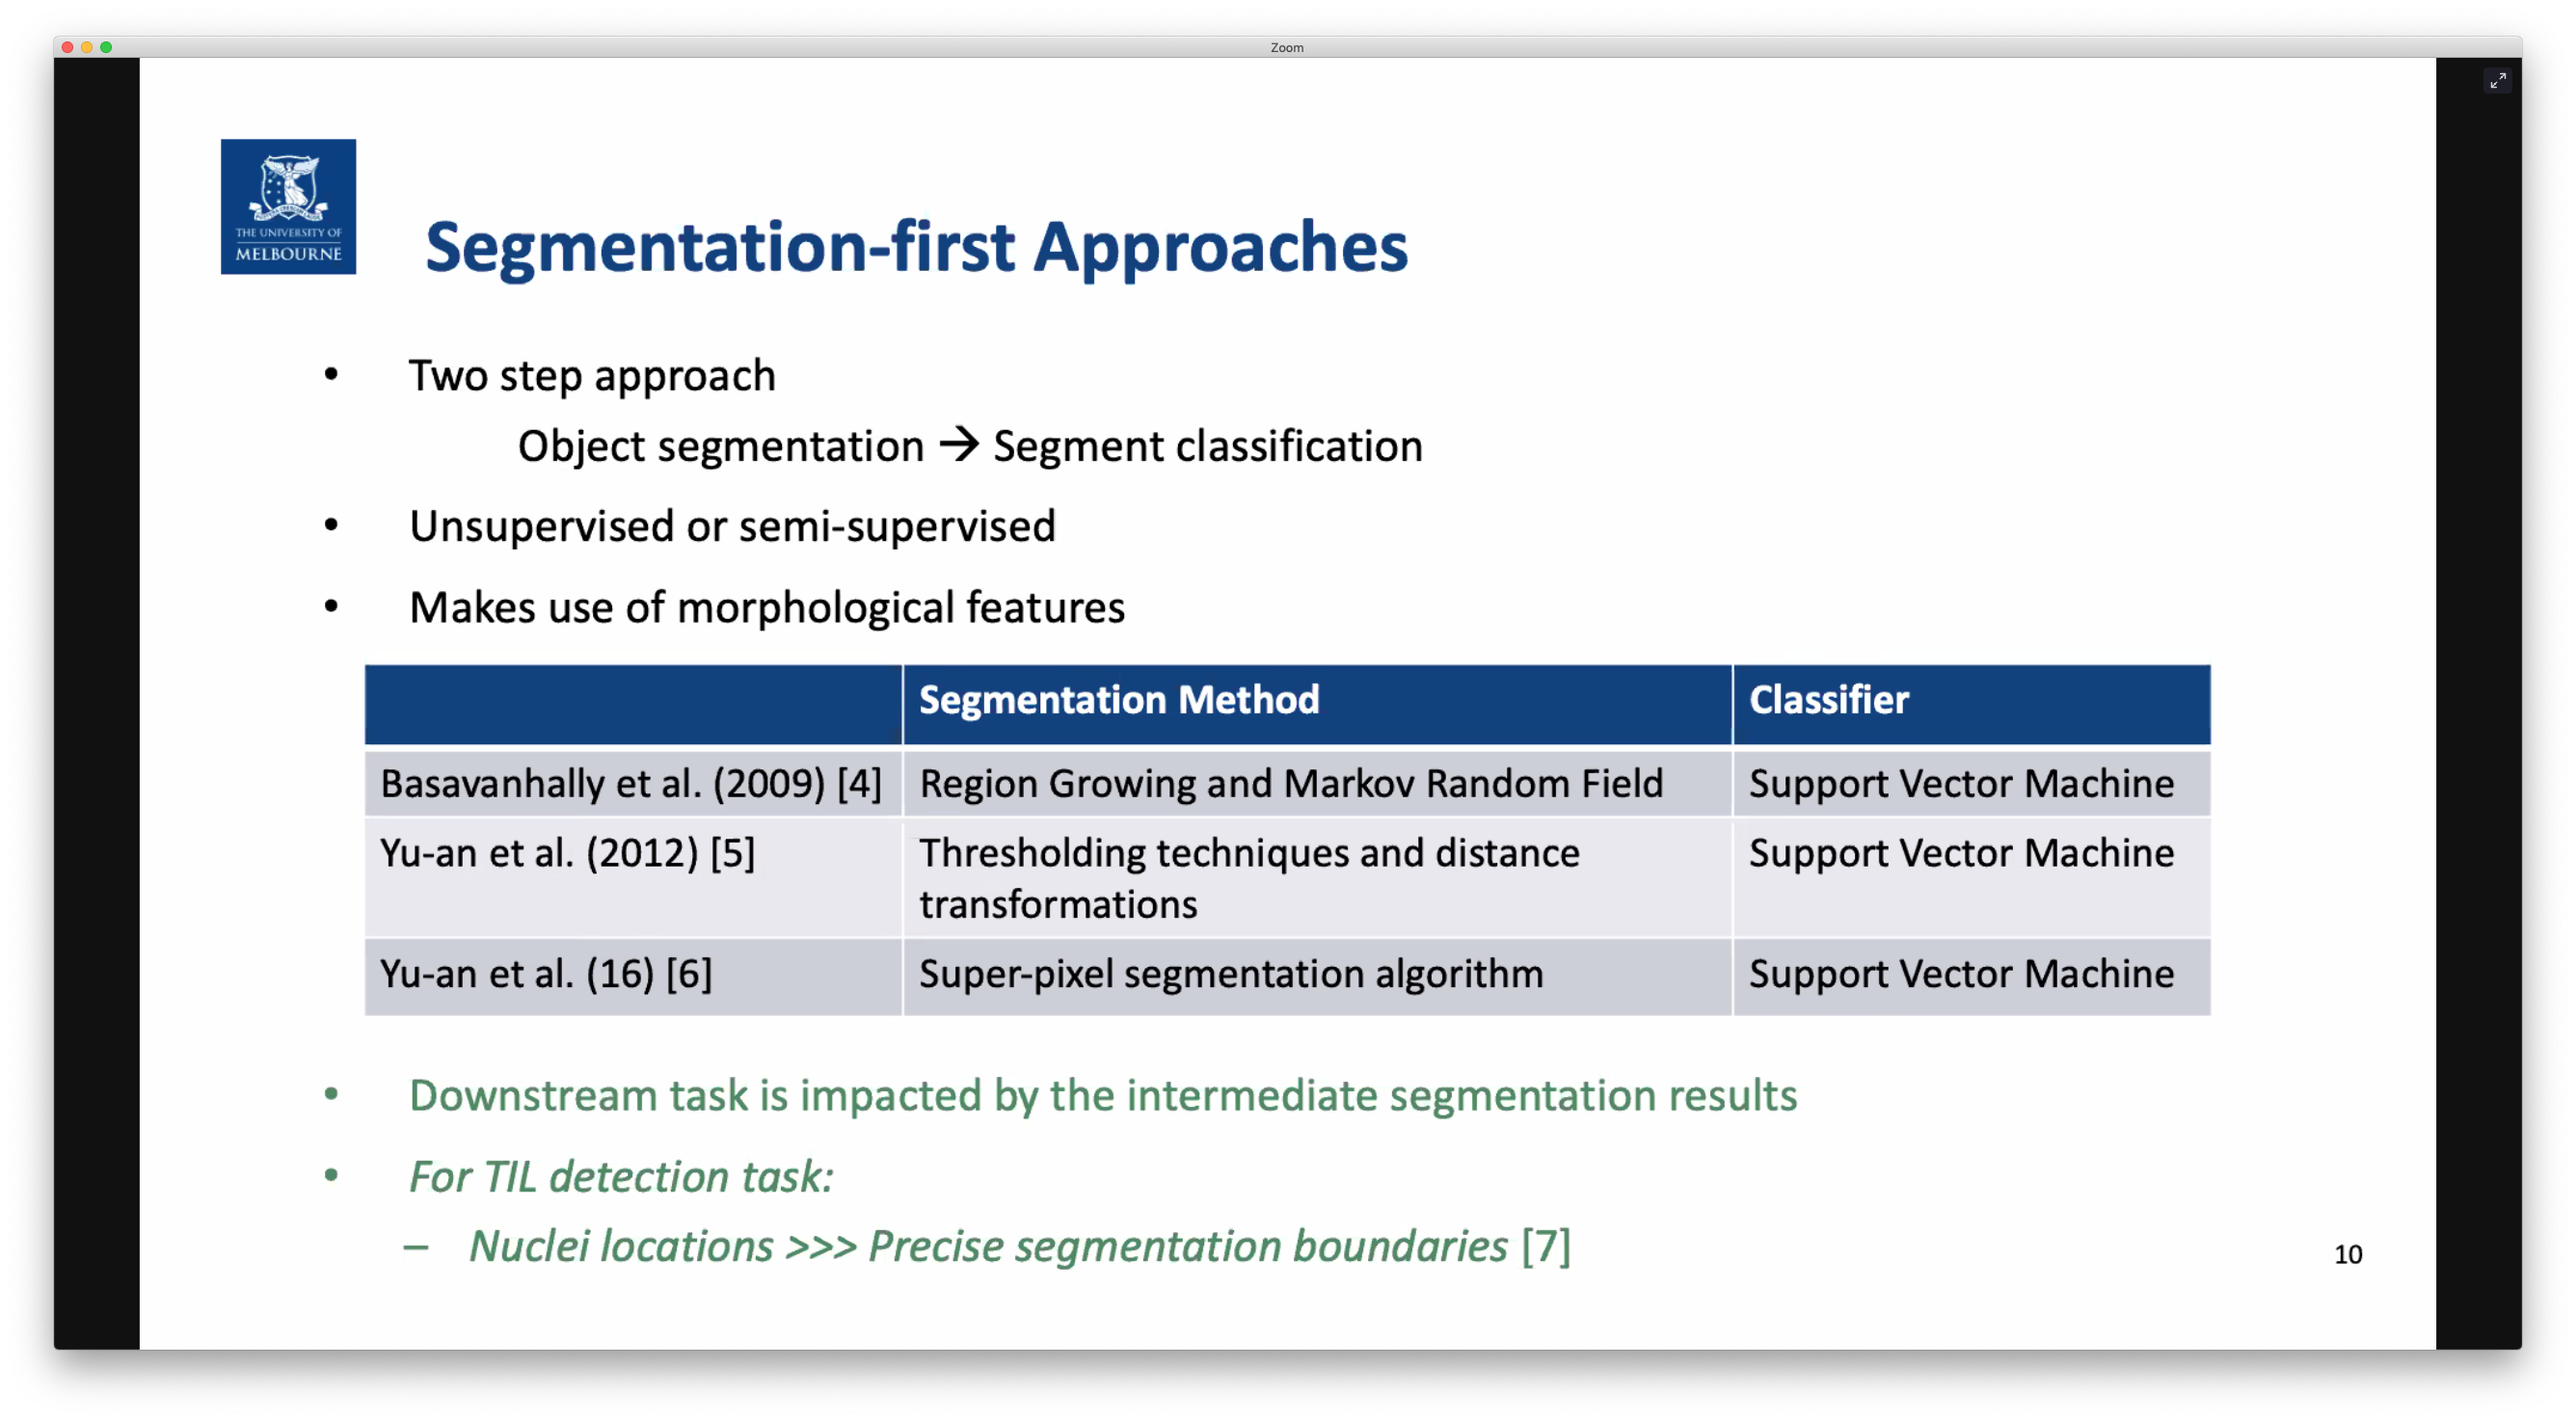 Zoom
THE UNIVERSITY OF
MELBOURNE
Segmentation-first Approaches
• Two step approach
Object segmentation → Segment classification
• Unsupervised or semi-supervised
• Makes use of morphological features
Segmentation Method Classifier
Basavanhally et al. (2009) [4] Region Growing and Markov Random Field Support Vector Machine
Yu-an et al. (2012) [5] Thresholding techniques and distance Support Vector Machine
transformations
Yu-an et al. (16) [6] Super-pixel segmentation algorithm Support Vector Machine
• Downstream task is impacted by the intermediate segmentation results
• For TIL detection task:
– Nuclei locations >>> Precise segmentation boundaries [7]
10